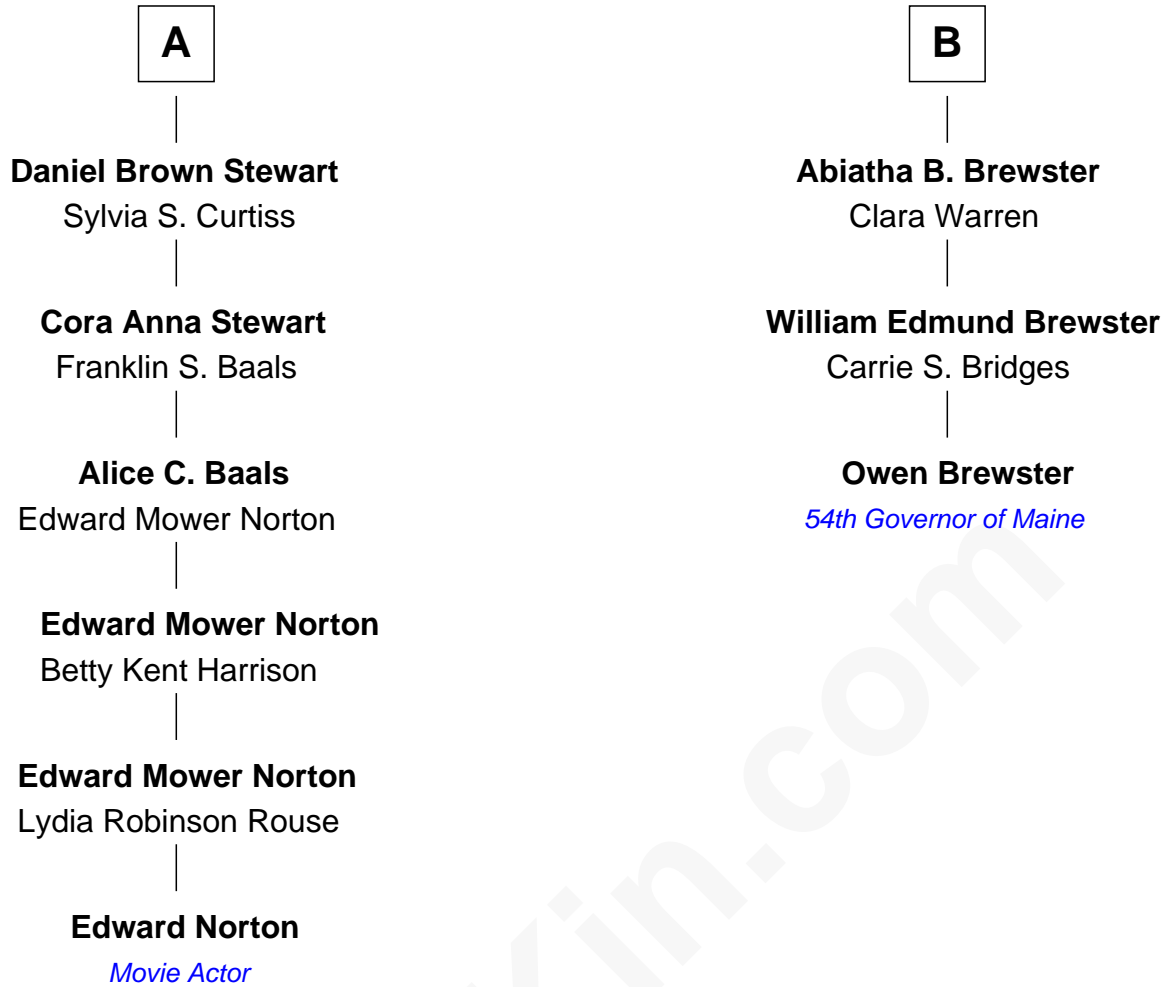 A
Daniel Brown Stewart
Sylvia S. Curtiss
Cora Anna Stewart
Franklin S. Baals
Alice C. Baals
Edward Mower Norton
Edward Mower Norton
Betty Kent Harrison
Edward Mower Norton
Lydia Robinson Rouse
Edward Norton
Movie Actor
B
Abiatha B. Brewster
Clara Warren
William Edmund Brewster
Carrie S. Bridges
Owen Brewster
54th Governor of Maine
Kin.com